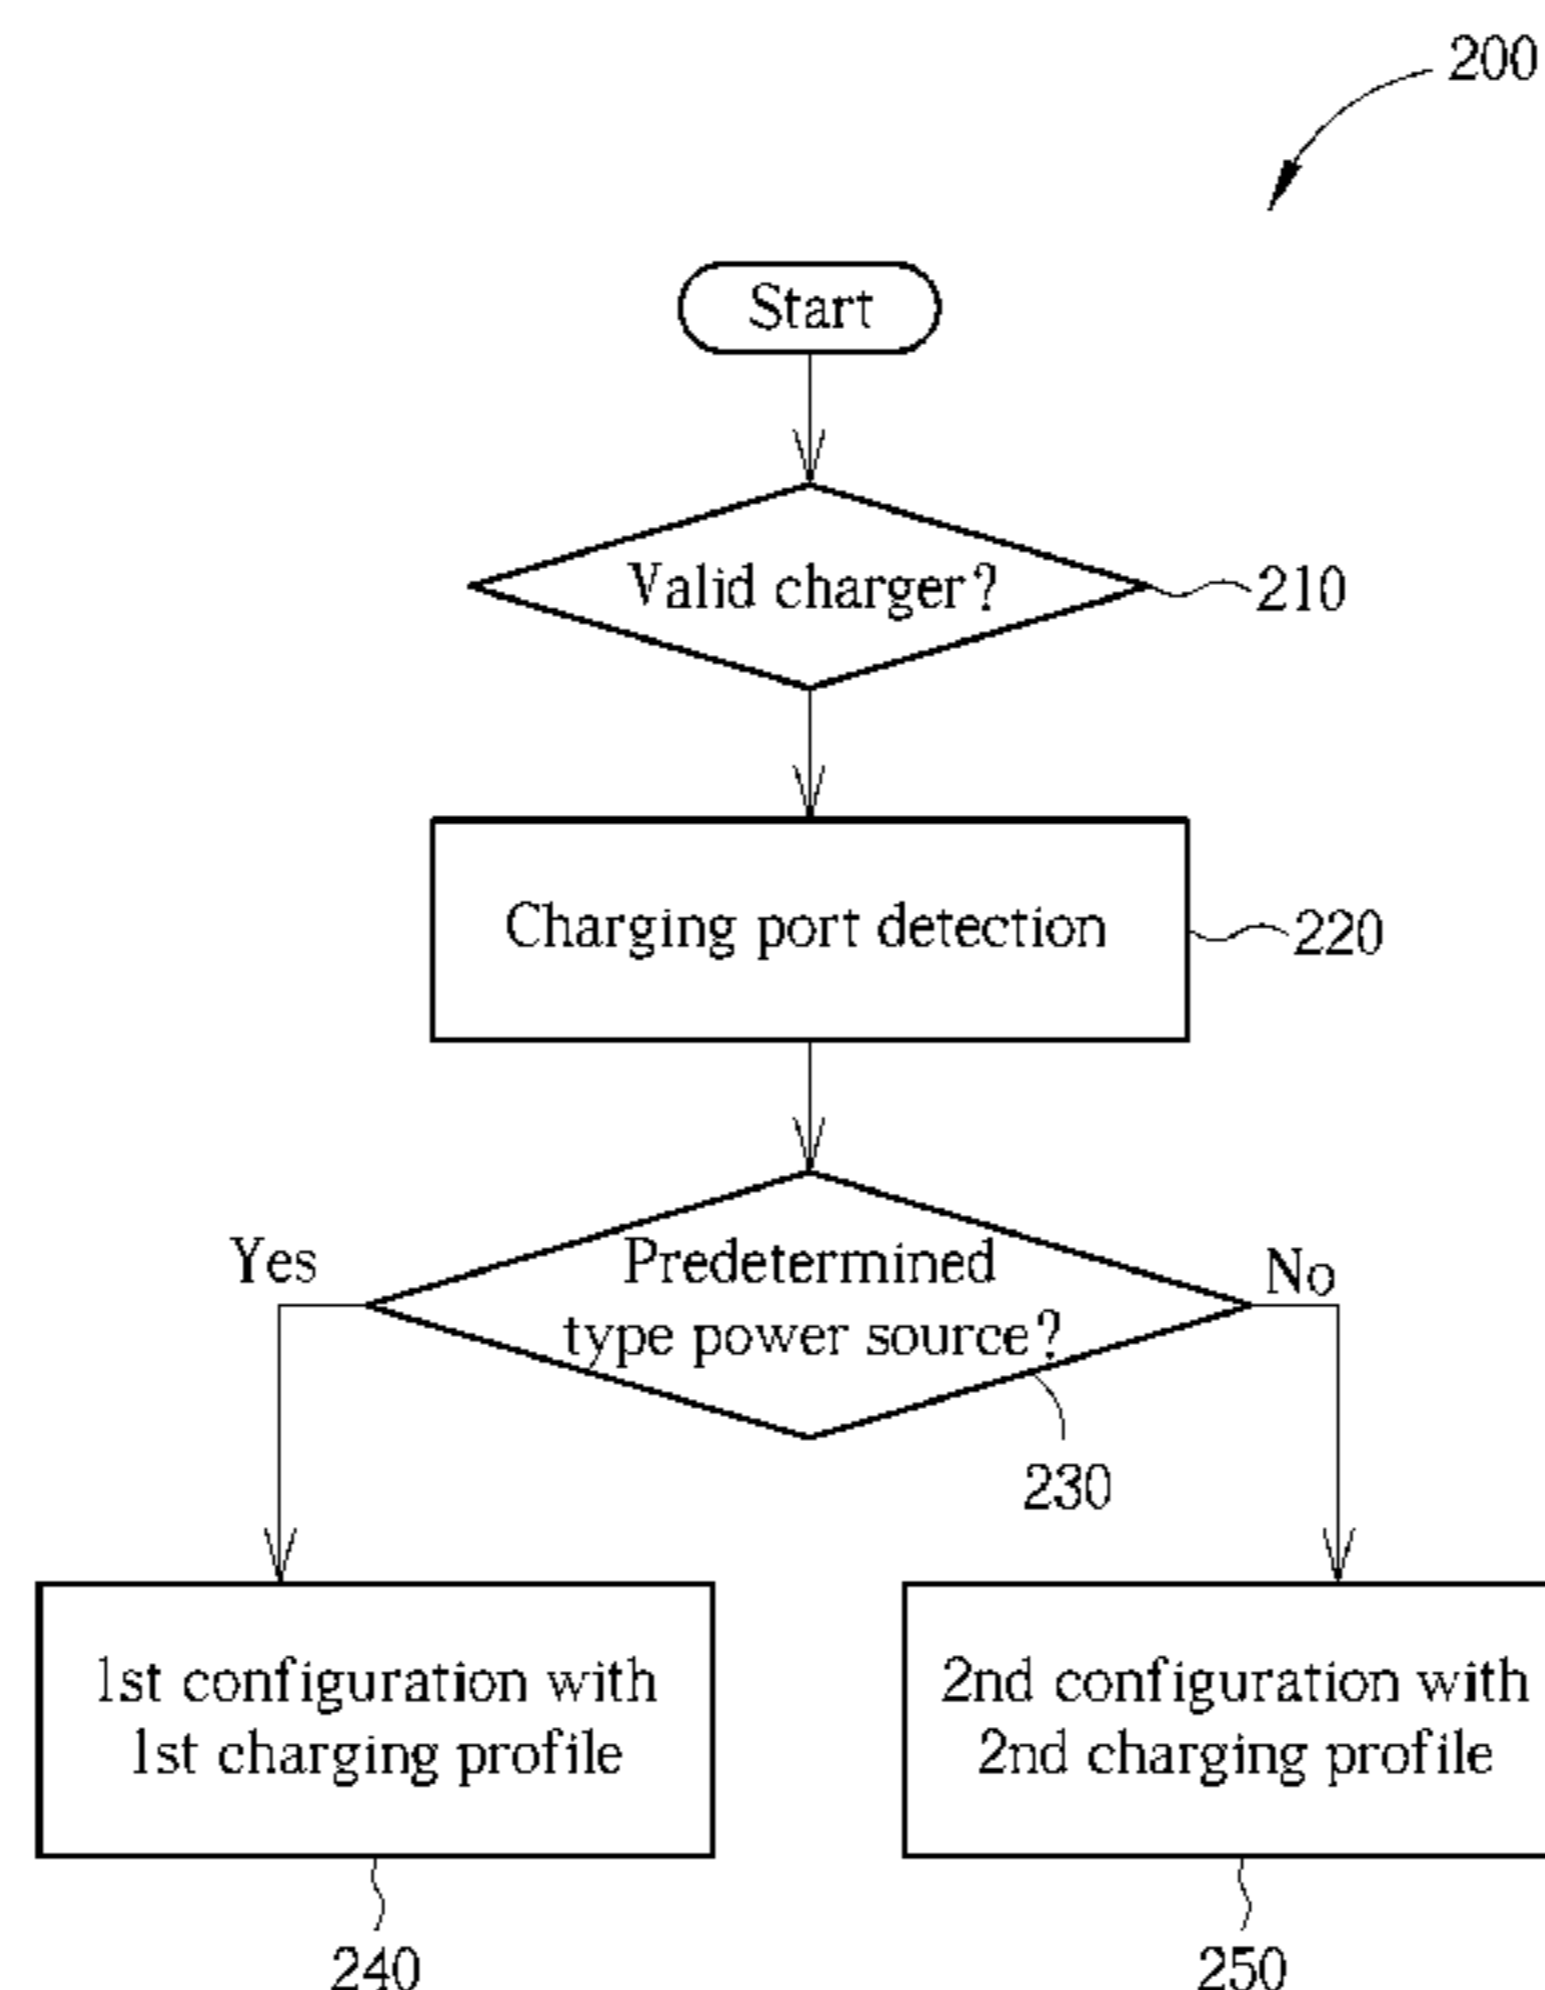 200
Start
Valid charger?
210
Charging port detection
220
Yes
Predetermined
type power source?
No
230
1st configuration with
1st charging profile
2nd configuration with
2nd charging profile
240
250